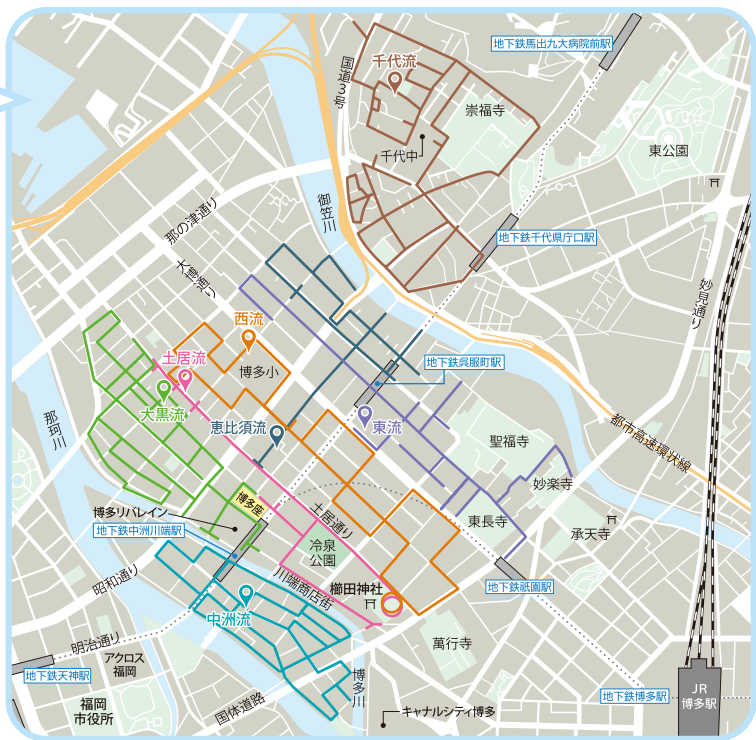 地下鉄馬出九大病院前駅
千代流
国道3号
崇福寺
千代中
東公園
御笠川
那の津通り
地下鉄千代県庁口駅
大博通り
妙見通り
西流
土居流
博多小
地下鉄呉服町駅
大黒流
恵比須流
東流
那珂川
都市高速環状線
聖福寺
妙楽寺
博多座
博多リバレイン
土居通り
東長寺
承天寺
地下鉄中洲川端駅
冷泉
公園
昭和通り
川端商店街
櫛田神社
地下鉄祇園駅
中洲流
明治通り
萬行寺
アクロス
福岡
地下鉄天神駅
博多川
地下鉄博多駅
JR
博多駅
福岡
市役所
国体道路
キャナルシティ博多